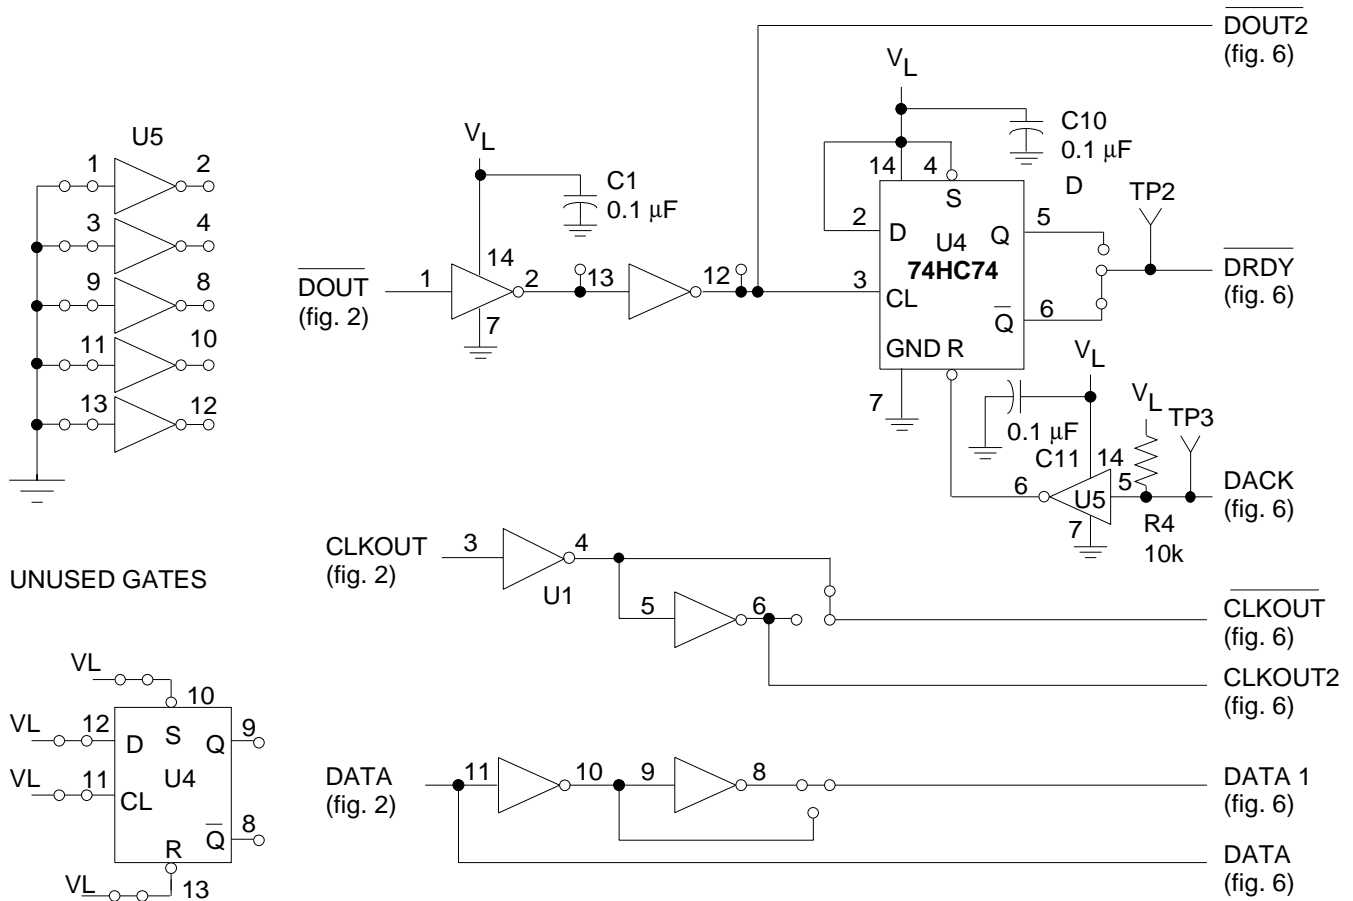 DOUT2
(fig. 6)
VL
C10
0.1 μF
D
U5
1 2
3 4
9 8
11 10
13 12
VL
C1
0.1 μF
14 4
S
2
D
U4
74HC74
3
CL
Q
5
Q
6
GND R
7
TP2
DRDY
(fig. 6)
DOUT
(fig. 2)
1
14
2
7
13
12
VL
0.1 μF
C11
VL
TP3
14
6
U5
5
7
R4
10k
DACK
(fig. 6)
UNUSED GATES
CLKOUT
(fig. 2)
3
4
U1
5
6
CLKOUT
(fig. 6)
CLKOUT2
(fig. 6)
VL
10
VL
12
D
S
Q
9
U4
VL
11
CL
Q
8
R
VL
13
DATA
(fig. 2)
11
10
9
8
DATA 1
(fig. 6)
DATA
(fig. 6)